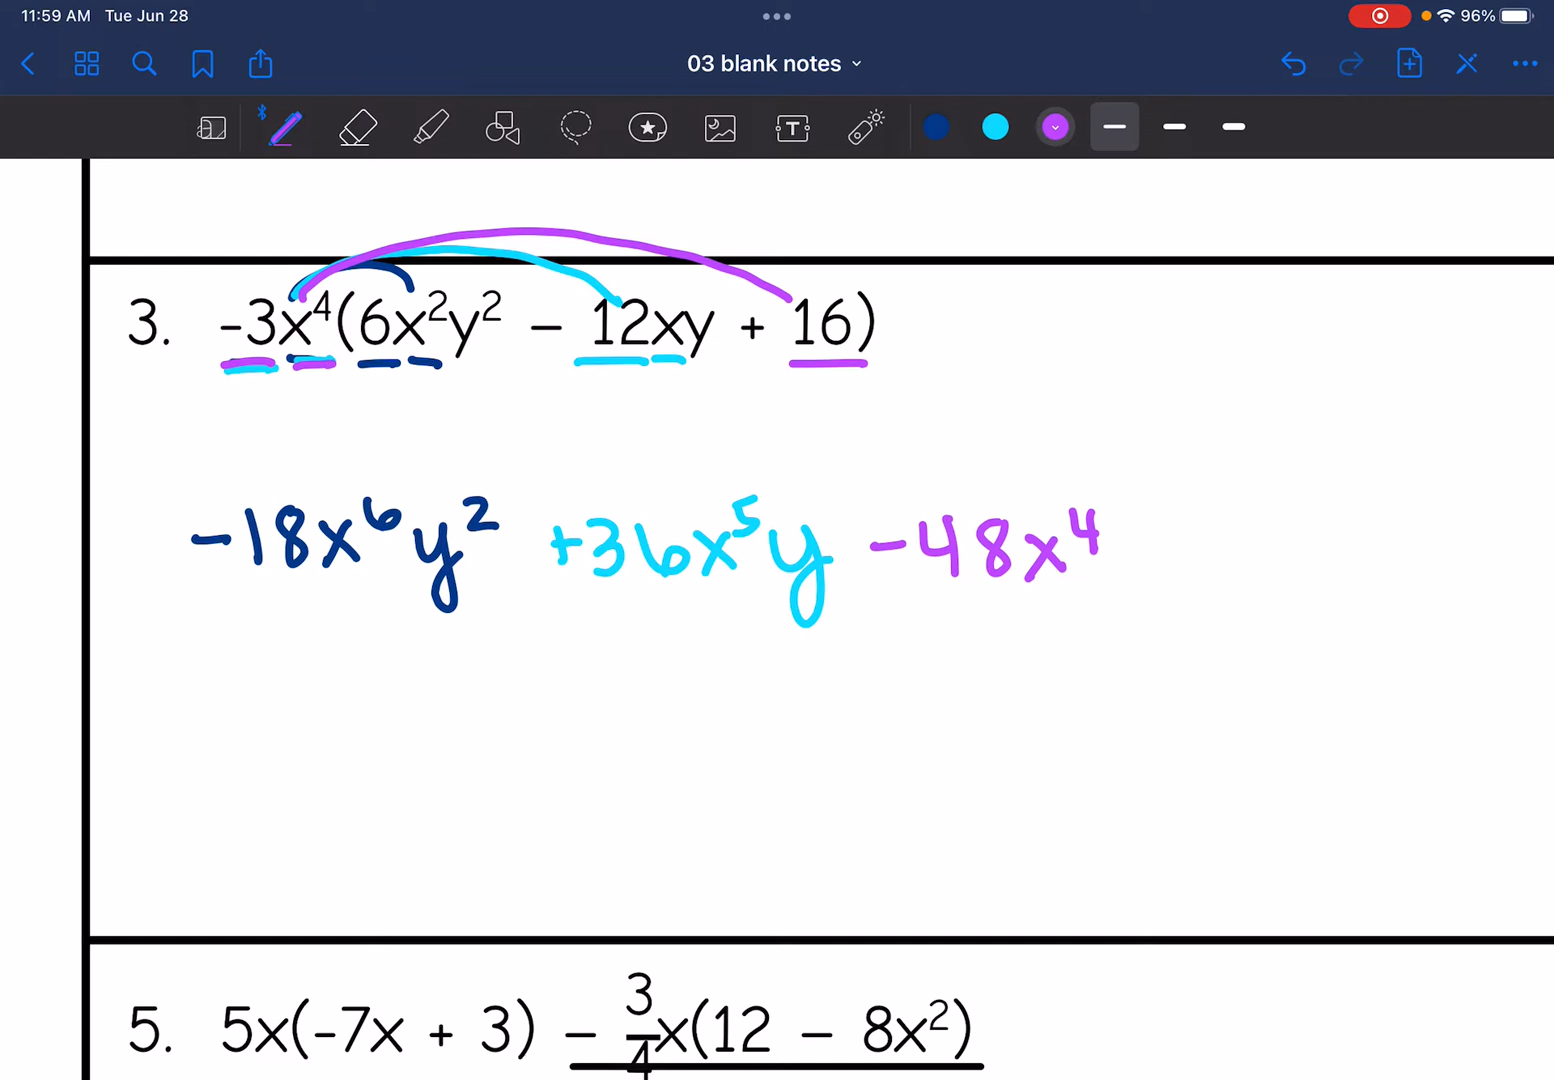 11:59 AM Tue Jun 28
96%
03 blank notes
T
3. -3x⁴(6x²y² – 12xy + 16)
-18x⁶y² +36x⁵y -48x⁴
5. 5x(-7x + 3) – 3/4x(12 – 8x²)